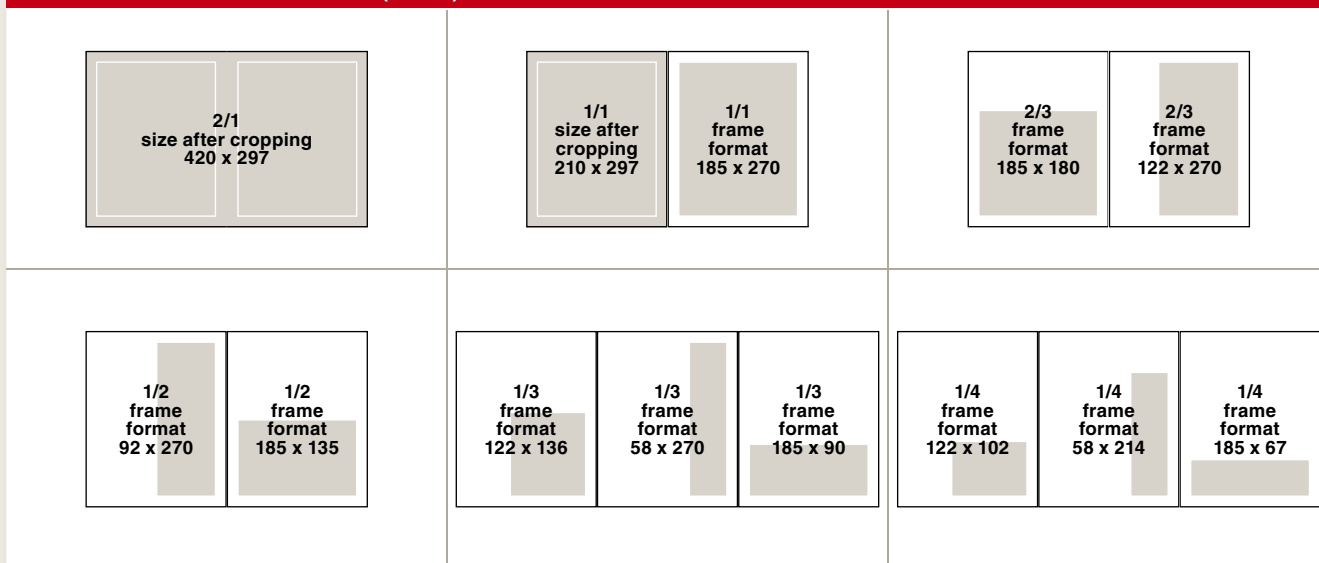 2/1
size after cropping
420 x 297
1/1
size after
cropping
210 x 297
1/1
frame
format
185 x 270
2/3
frame
format
185 x 180
2/3
frame
format
122 x 270
1/2
frame
format
92 x 270
1/2
frame
format
185 x 135
1/3
frame
format
122 x 136
1/3
frame
format
58 x 270
1/3
frame
format
185 x 90
1/4
frame
format
122 x 102
1/4
frame
format
58 x 214
1/4
frame
format
185 x 67